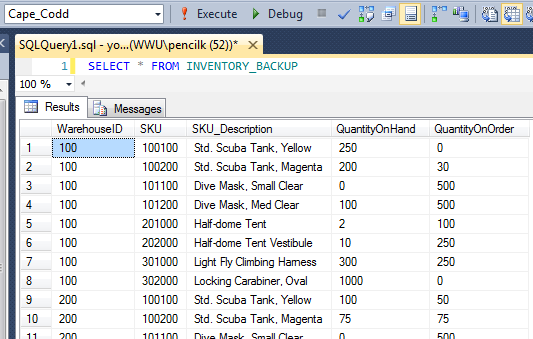 Cape_Codd Execute Debug
SQLQuery1.sql - yo...(WWU\pencilk (52))*
1 SELECT * FROM INVENTORY_BACKUP
100 %
Results Messages
WarehouseID SKU SKU_Description QuantityOnHand QuantityOnOrder
1 100 100100 Std. Scuba Tank, Yellow 250 0
2 100 100200 Std. Scuba Tank, Magenta 200 30
3 100 101100 Dive Mask, Small Clear 0 500
4 100 101200 Dive Mask, Med Clear 100 500
5 100 201000 Half-dome Tent 2 100
6 100 202000 Half-dome Tent Vestibule 10 250
7 100 301000 Light Fly Climbing Harness 300 250
8 100 302000 Locking Carabiner, Oval 1000 0
9 200 100100 Std. Scuba Tank, Yellow 100 50
10 200 100200 Std. Scuba Tank, Magenta 75 75
11 200 101100 Dive Mask, Small Clear 0 500